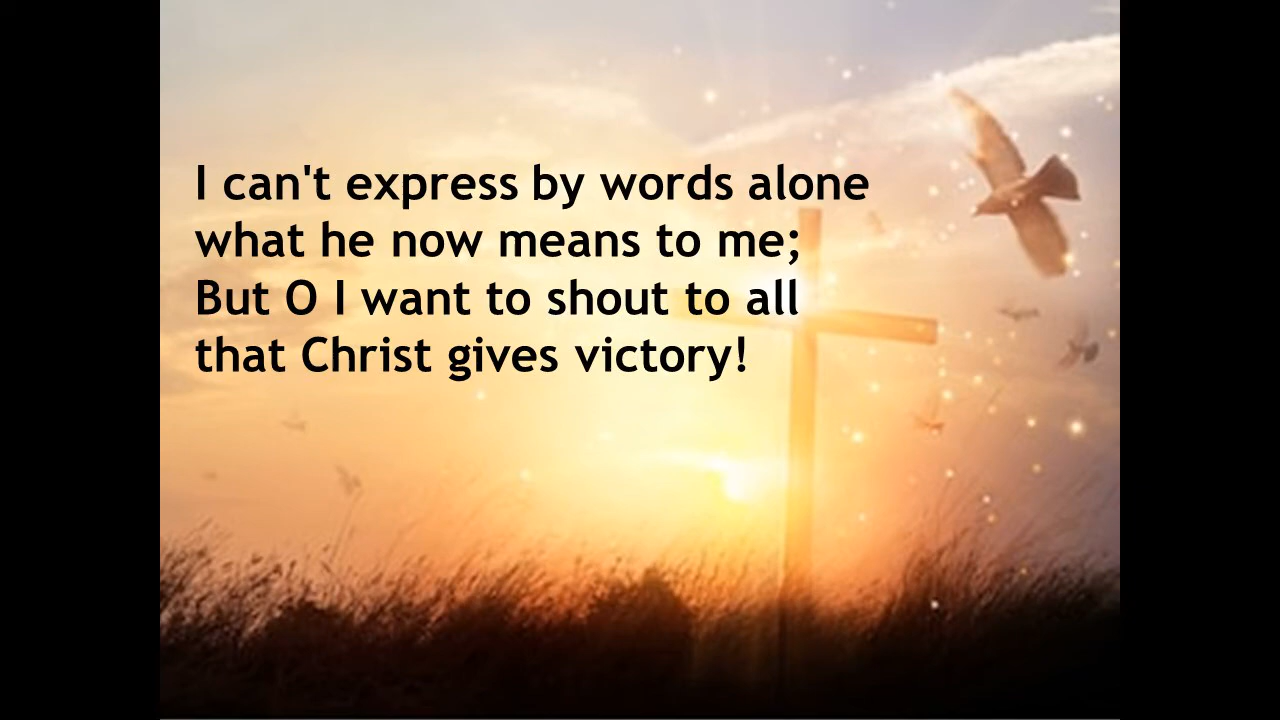 I can't express by words alone
what he now means to me;
But O I want to shout to all
that Christ gives victory!